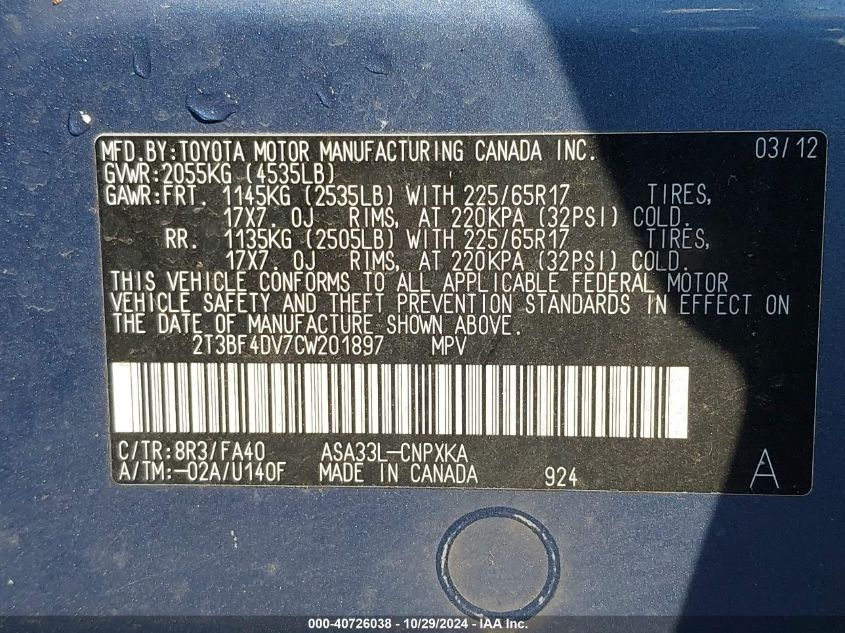 MFD.BY:TOYOTA MOTOR MANUFACTURING CANADA INC. 03/12
GVWR:2055KG (4535LB)
GAWR:FRT. 1145KG (2535LB) WITH 225/65R17 TIRES,
17X7. 0J RIMS, AT 220KPA (32PSI) COLD.
RR. 1135KG (2505LB) WITH 225/65R17 TIRES,
17X7. 0J RIMS, AT 220KPA (32PSI) COLD.
THIS VEHICLE CONFORMS TO ALL APPLICABLE FEDERAL MOTOR
VEHICLE SAFETY AND THEFT PREVENTION STANDARDS IN EFFECT ON
THE DATE OF MANUFACTURE SHOWN ABOVE.
2T3BF4DV7CW201897 MPV
C/TR:8R3/FA40 ASA33L-CNPXKA
A/TM:-02A/U140F MADE IN CANADA 924 A
000-40726038 - 10/29/2024 - IAA Inc.